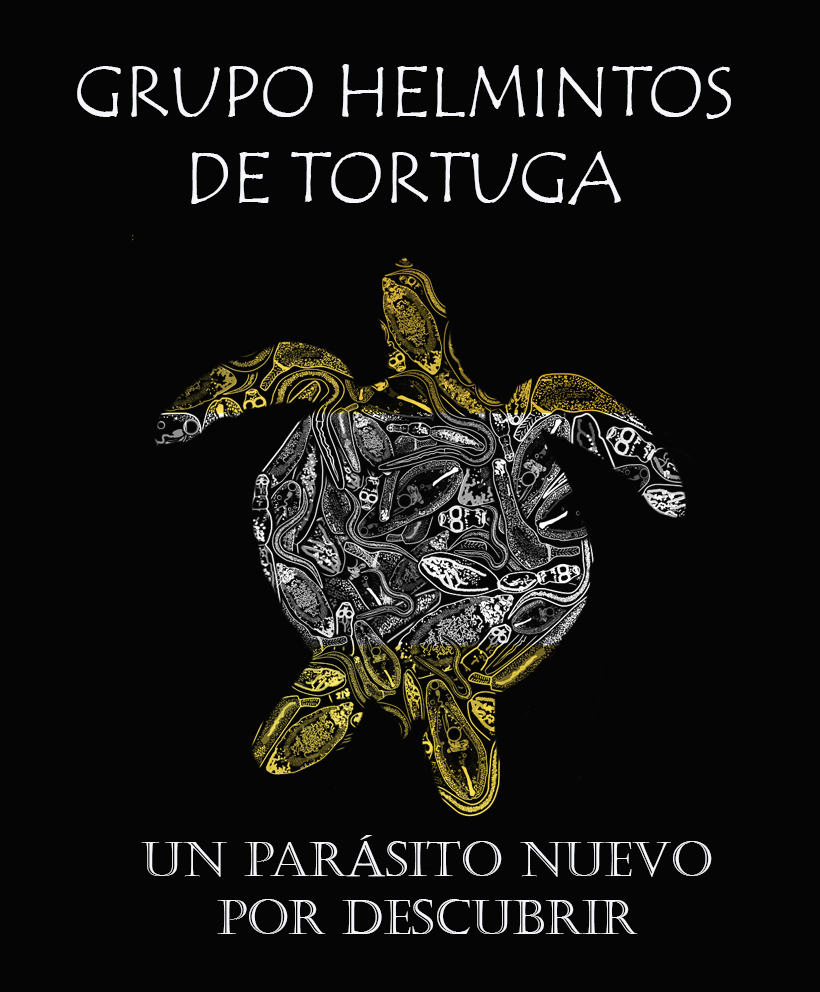 GRUPO HELMINTOS
DE TORTUGA
UN PARÁSITO NUEVO
POR DESCUBRIR